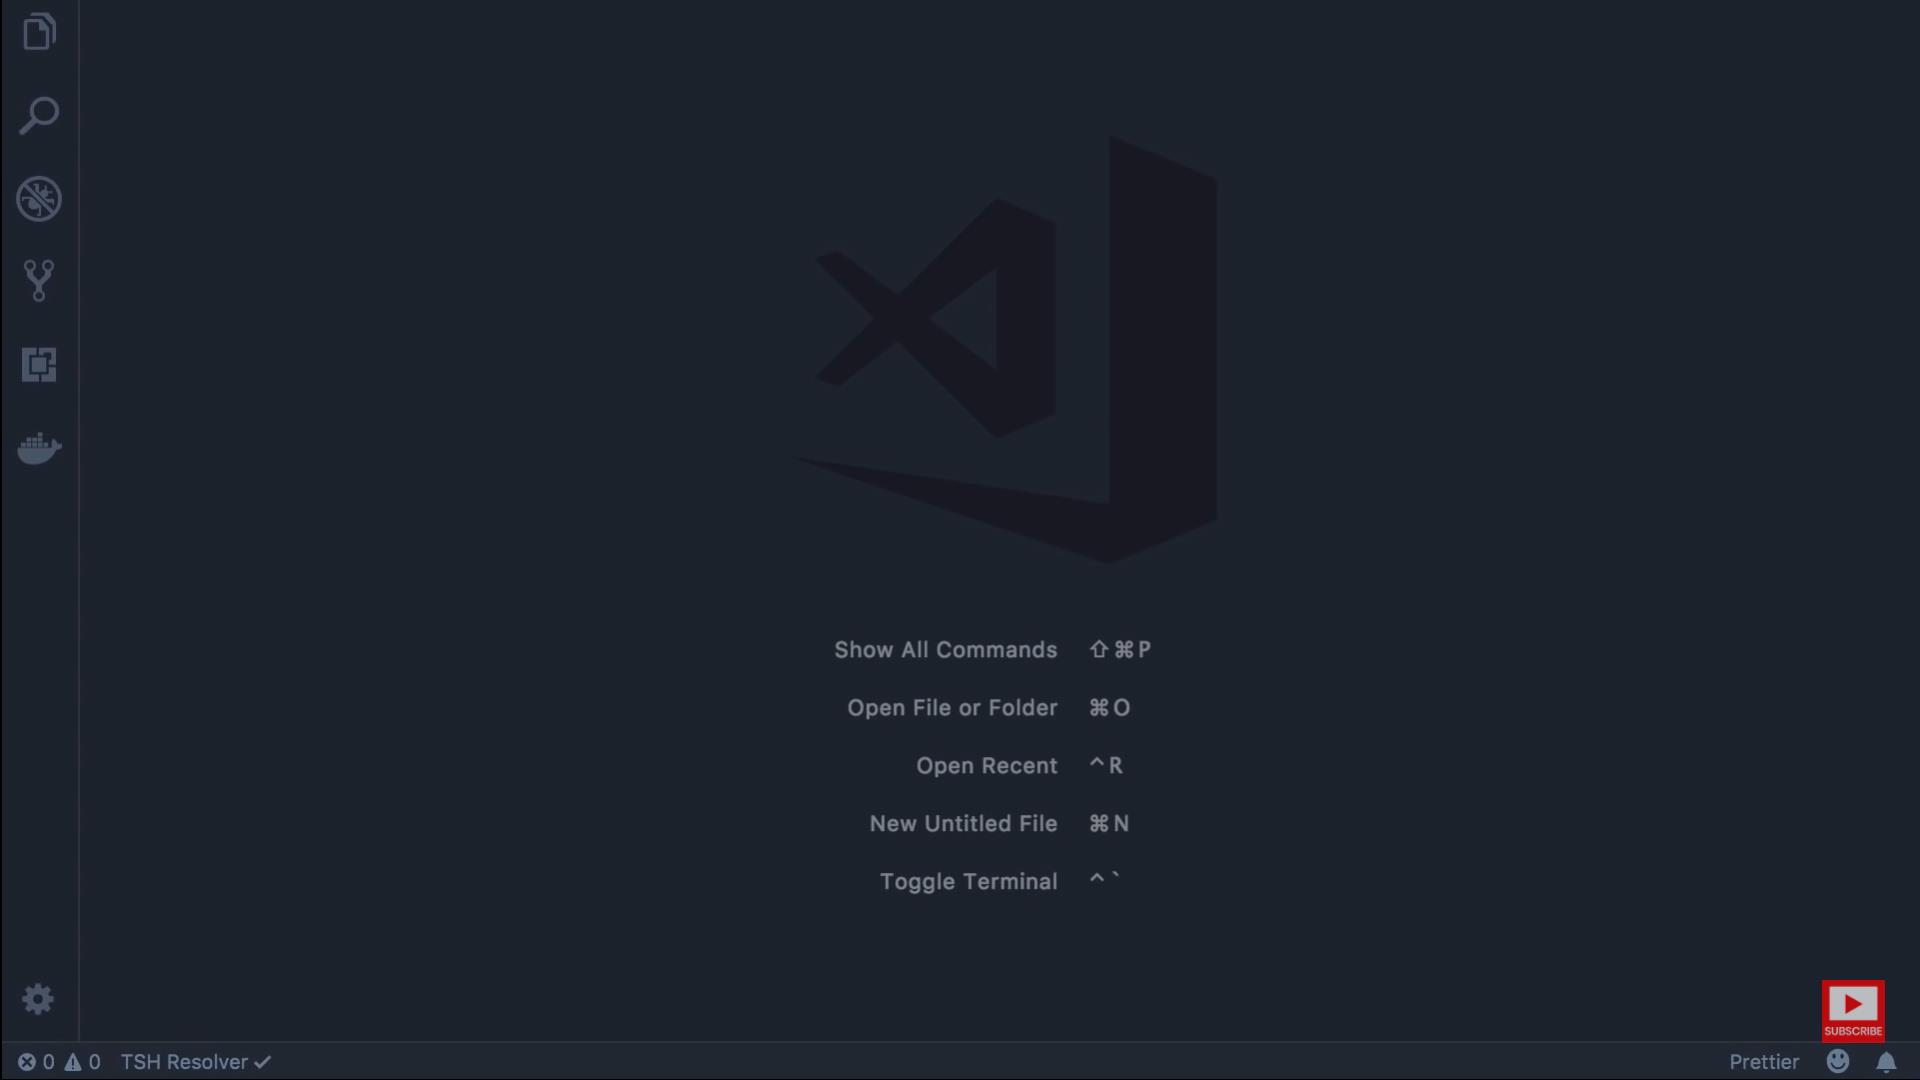 Show All Commands ⇧⌘P
Open File or Folder ⌘O
Open Recent ^R
New Untitled File ⌘N
Toggle Terminal ^`
SUBSCRIBE
0 0 TSH Resolver ✓ Prettier